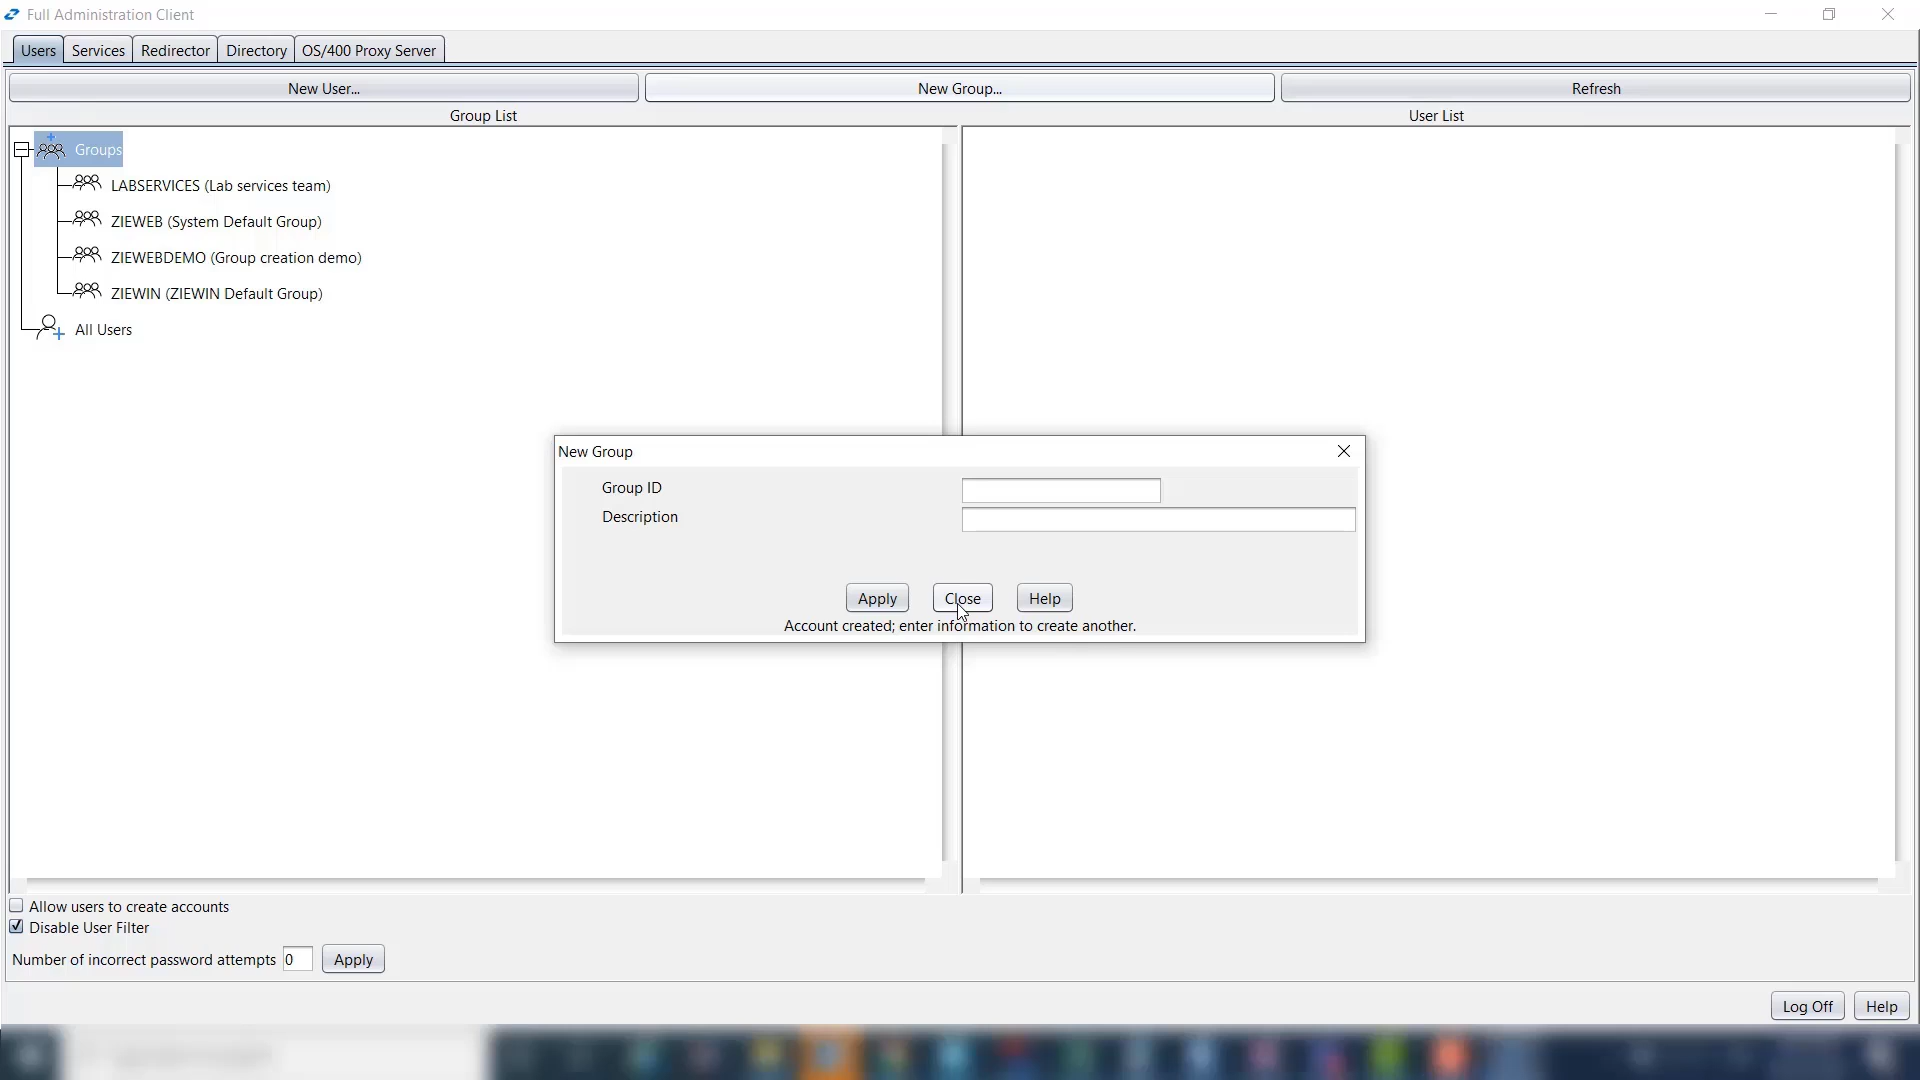 Full Administration Client
Users Services Redirector Directory OS/400 Proxy Server
New User... New Group... Refresh
Group List User List
Groups
LABSERVICES (Lab services team)
ZIEWEB (System Default Group)
ZIEWEBDEMO (Group creation demo)
ZIEWIN (ZIEWIN Default Group)
All Users
New Group
Group ID
Description
Apply Close Help
Account created; enter information to create another.
Allow users to create accounts
Disable User Filter
Number of incorrect password attempts 0 Apply
Log Off Help